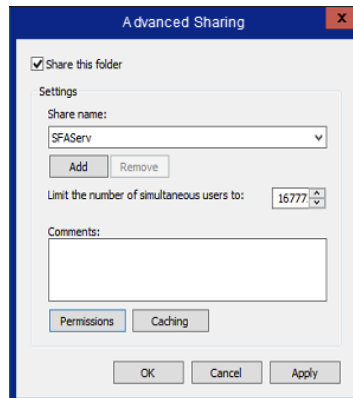 Advanced Sharing
X
Share this folder
Settings
Share name:
SFAServ
Add Remove
Limit the number of simultaneous users to: 16777
Comments:
Permissions Caching
OK Cancel Apply